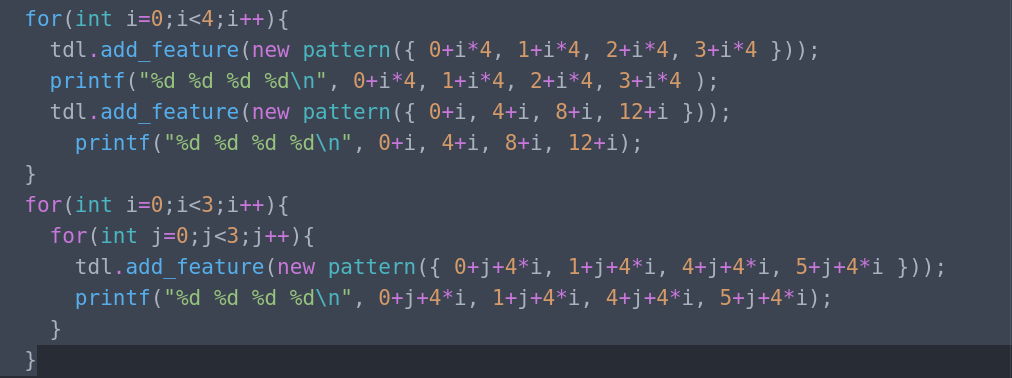 for(int i=0;i<4;i++){
  tdl.add_feature(new pattern({ 0+i*4, 1+i*4, 2+i*4, 3+i*4 }));
  printf("%d %d %d %d\n", 0+i*4, 1+i*4, 2+i*4, 3+i*4 );
  tdl.add_feature(new pattern({ 0+i, 4+i, 8+i, 12+i }));
    printf("%d %d %d %d\n", 0+i, 4+i, 8+i, 12+i);
}
for(int i=0;i<3;i++){
  for(int j=0;j<3;j++){
    tdl.add_feature(new pattern({ 0+j+4*i, 1+j+4*i, 4+j+4*i, 5+j+4*i }));
    printf("%d %d %d %d\n", 0+j+4*i, 1+j+4*i, 4+j+4*i, 5+j+4*i);
  }
}